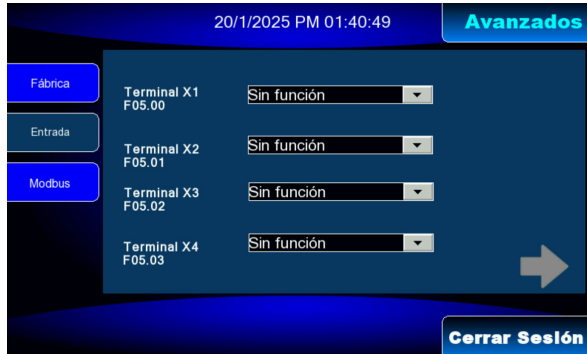 20/1/2025 PM 01:40:49
Avanzados
Fábrica
Entrada
Modbus
Terminal X1
F05.00
Sin función
Terminal X2
F05.01
Sin función
Terminal X3
F05.02
Sin función
Terminal X4
F05.03
Sin función
Cerrar Sesión